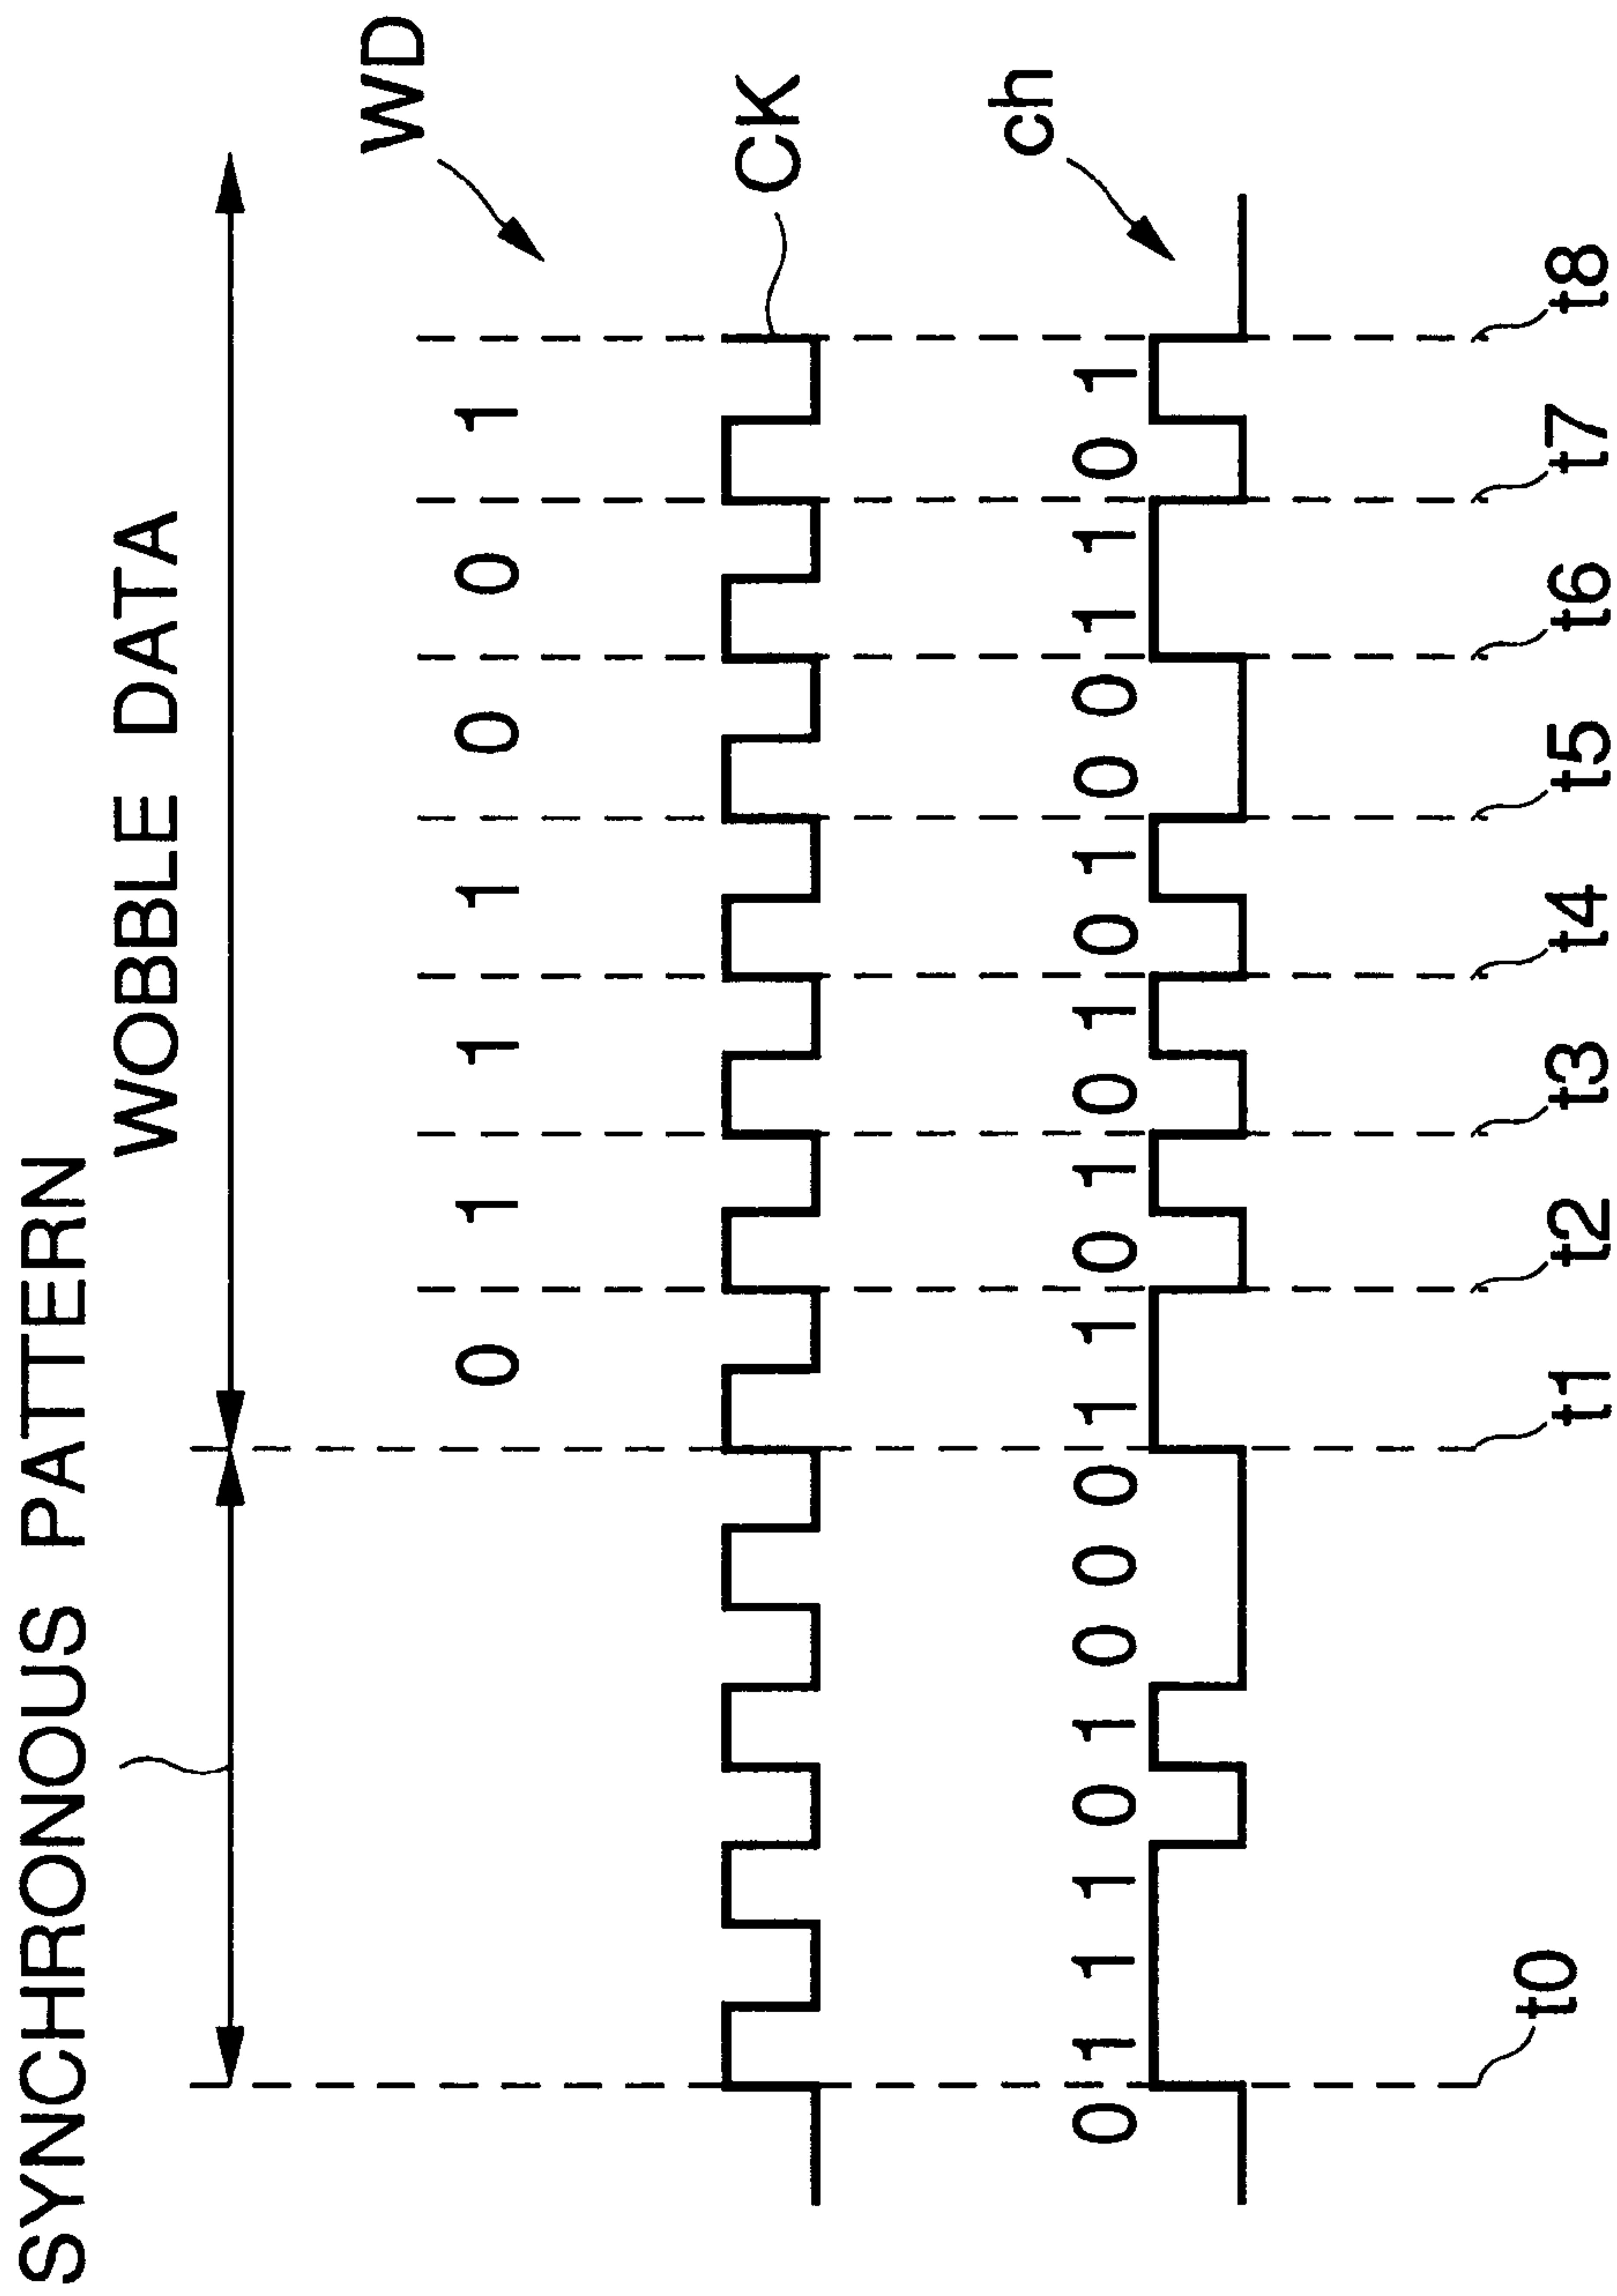 SYNCHRONOUS PATTERN
WOBBLE DATA
WD
0 1 1 1 0 0 1
CK
ch
0 1 1 1 0 1 0 0 0 1 1 0 1 0 1 0 1 0 0 1 1 0 1
t0 t1 t2 t3 t4 t5 t6 t7 t8